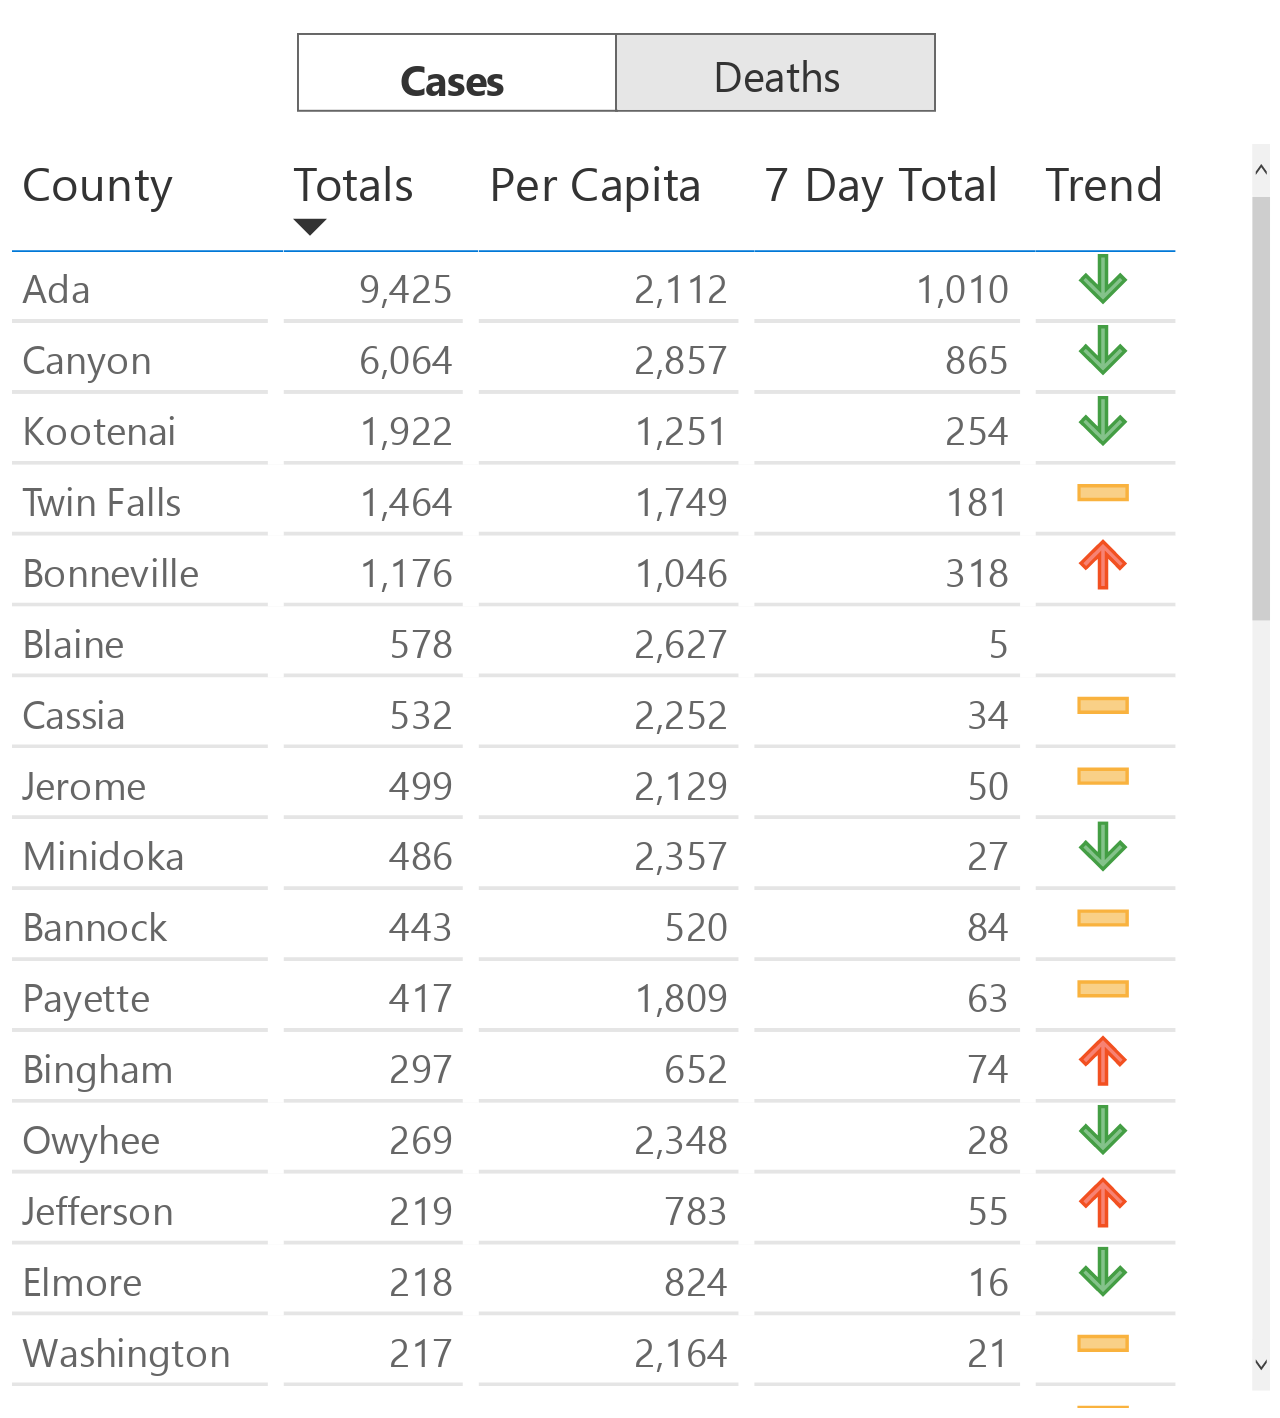 Cases Deaths
County Totals Per Capita 7 Day Total Trend
Ada 9,425 2,112 1,010
Canyon 6,064 2,857 865
Kootenai 1,922 1,251 254
Twin Falls 1,464 1,749 181
Bonneville 1,176 1,046 318
Blaine 578 2,627 5
Cassia 532 2,252 34
Jerome 499 2,129 50
Minidoka 486 2,357 27
Bannock 443 520 84
Payette 417 1,809 63
Bingham 297 652 74
Owyhee 269 2,348 28
Jefferson 219 783 55
Elmore 218 824 16
Washington 217 2,164 21